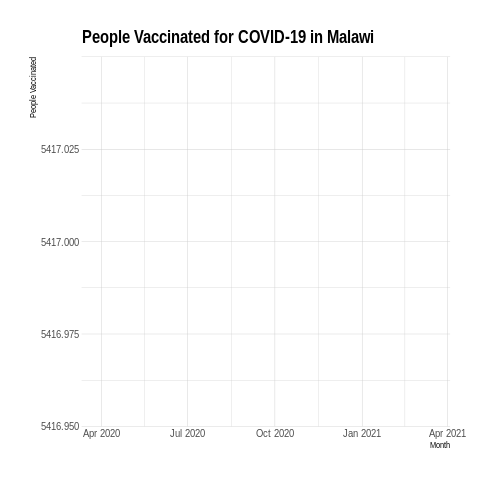 People Vaccinated for COVID-19 in Malawi
People Vaccinated
5417.025
5417.000
5416.975
5416.950
Apr 2020 Jul 2020 Oct 2020 Jan 2021 Apr 2021
Month